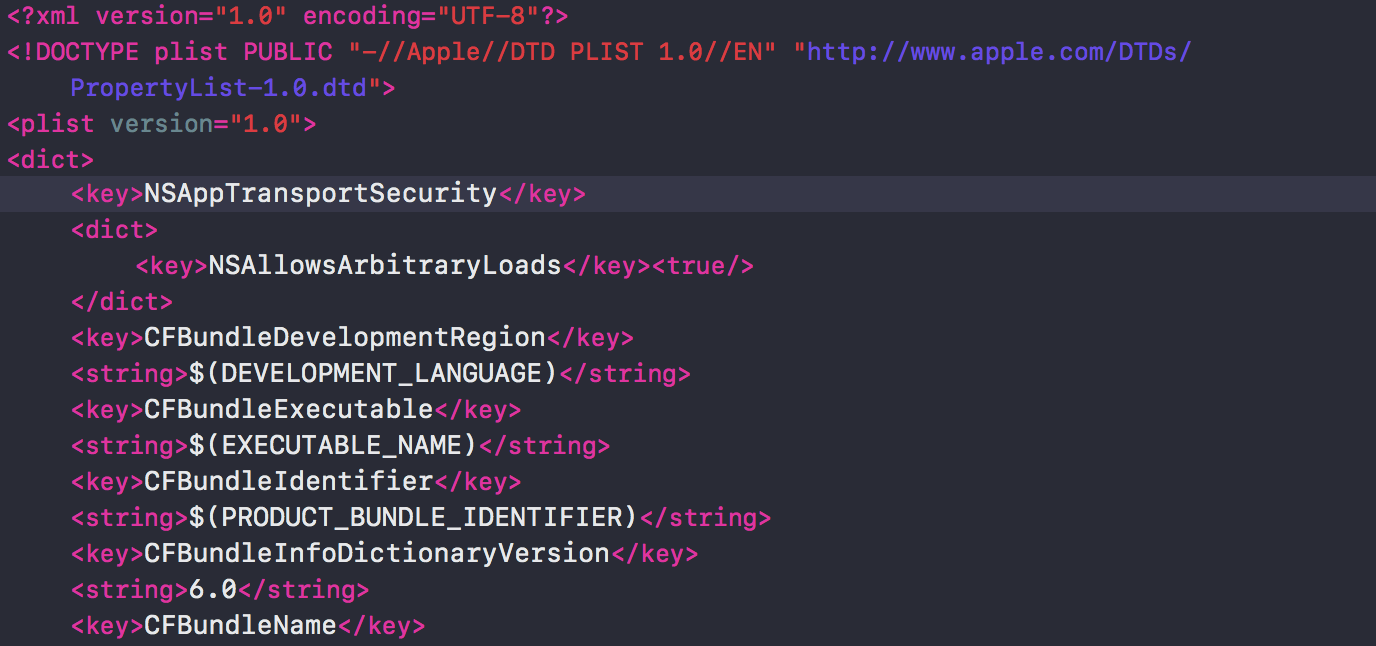 <?xml version="1.0" encoding="UTF-8"?>
<!DOCTYPE plist PUBLIC "-//Apple//DTD PLIST 1.0//EN" "http://www.apple.com/DTDs/
PropertyList-1.0.dtd">
<plist version="1.0">
<dict>
<key>NSAppTransportSecurity</key>
<dict>
<key>NSAllowsArbitraryLoads</key><true/>
</dict>
<key>CFBundleDevelopmentRegion</key>
<string>$(DEVELOPMENT_LANGUAGE)</string>
<key>CFBundleExecutable</key>
<string>$(EXECUTABLE_NAME)</string>
<key>CFBundleIdentifier</key>
<string>$(PRODUCT_BUNDLE_IDENTIFIER)</string>
<key>CFBundleInfoDictionaryVersion</key>
<string>6.0</string>
<key>CFBundleName</key>